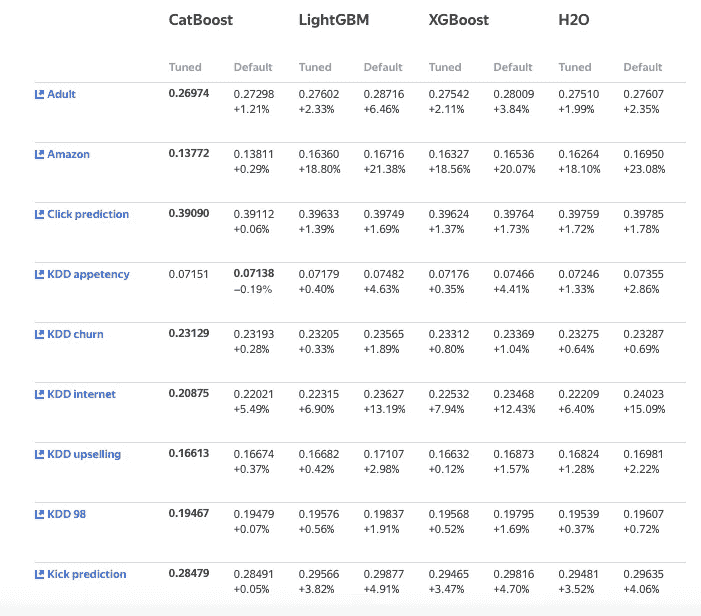 CatBoost LightGBM XGBoost H2O
Tuned Default Tuned Default Tuned Default Tuned Default
Adult 0.26974 0.27298 0.27602 0.28716 0.27542 0.28009 0.27510 0.27607
+1.21% +2.33% +6.46% +2.11% +3.84% +1.99% +2.35%
Amazon 0.13772 0.13811 0.16360 0.16716 0.16327 0.16536 0.16264 0.16950
+0.29% +18.80% +21.38% +18.56% +20.07% +18.10% +23.08%
Click prediction 0.39090 0.39112 0.39633 0.39749 0.39624 0.39764 0.39759 0.39785
+0.06% +1.39% +1.69% +1.37% +1.73% +1.72% +1.78%
KDD appetency 0.07151 0.07138 0.07179 0.07482 0.07176 0.07466 0.07246 0.07355
−0.19% +0.40% +4.63% +0.35% +4.41% +1.33% +2.86%
KDD churn 0.23129 0.23193 0.23205 0.23565 0.23312 0.23369 0.23275 0.23287
+0.28% +0.33% +1.89% +0.80% +1.04% +0.64% +0.69%
KDD internet 0.20875 0.22021 0.22315 0.23627 0.22532 0.23468 0.22209 0.24023
+5.49% +6.90% +13.19% +7.94% +12.43% +6.40% +15.09%
KDD upselling 0.16613 0.16674 0.16682 0.17107 0.16632 0.16873 0.16824 0.16981
+0.37% +0.42% +2.98% +0.12% +1.57% +1.28% +2.22%
KDD 98 0.19467 0.19479 0.19576 0.19837 0.19568 0.19795 0.19539 0.19607
+0.07% +0.56% +1.91% +0.52% +1.69% +0.37% +0.72%
Kick prediction 0.28479 0.28491 0.29566 0.29877 0.29465 0.29816 0.29481 0.29635
+0.05% +3.82% +4.91% +3.47% +4.70% +3.52% +4.06%